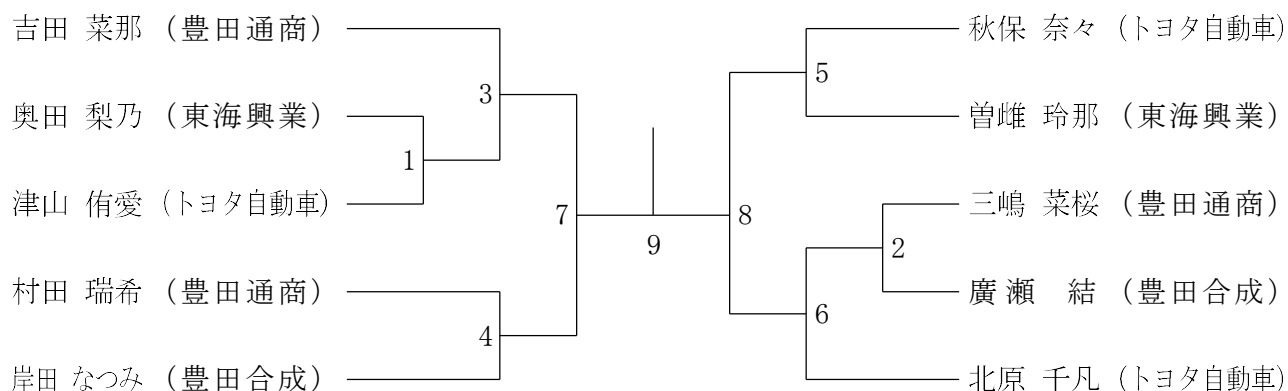 吉田 菜那 (豊田通商)
奥田 梨乃 (東海興業)
津山 侑愛 (トヨタ自動車)
村田 瑞希 (豊田通商)
岸田 なつみ (豊田合成)
3
1
7
4
9
秋保 奈々 (トヨタ自動車)
曽雌 玲那 (東海興業)
三嶋 菜桜 (豊田通商)
廣瀬 結 (豊田合成)
北原 千凡 (トヨタ自動車)
5
8
2
6